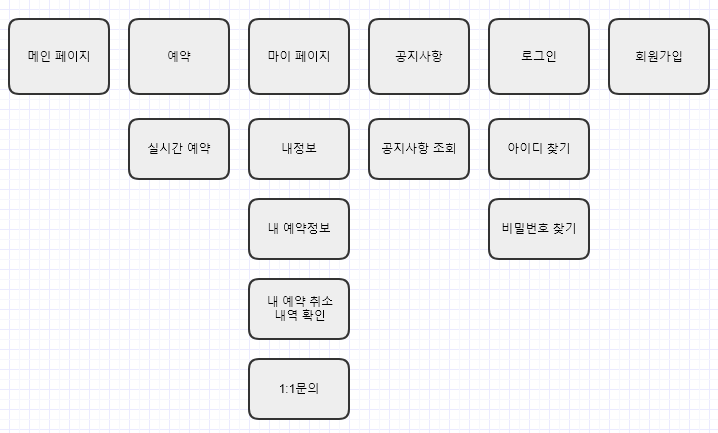 메인 페이지
예약
마이 페이지
공지사항
로그인
회원가입
실시간 예약
내정보
공지사항 조회
아이디 찾기
내 예약정보
비밀번호 찾기
내 예약 취소
내역 확인
1:1문의